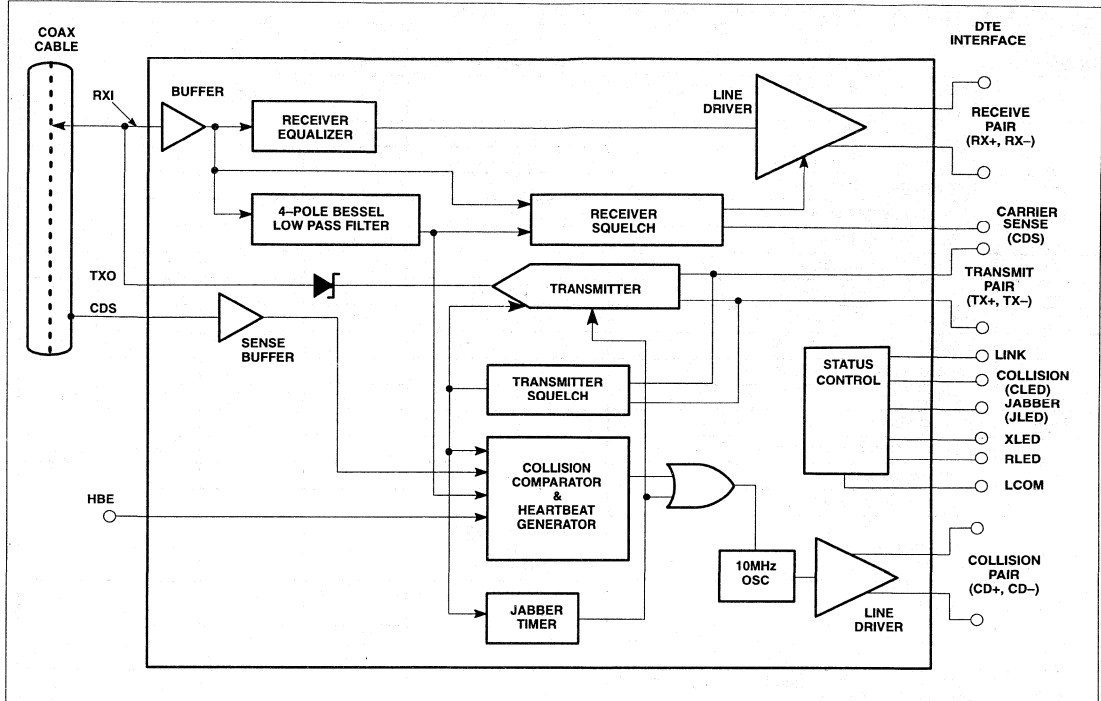 COAX
CABLE
DTE
INTERFACE
RXI
BUFFER
RECEIVER
EQUALIZER
LINE
DRIVER
RECEIVE
PAIR
(RX+, RX–)
4–POLE BESSEL
LOW PASS FILTER
RECEIVER
SQUELCH
CARRIER
SENSE
(CDS)
TXO
TRANSMITTER
TRANSMIT
PAIR
(TX+, TX–)
CDS
SENSE
BUFFER
TRANSMITTER
SQUELCH
STATUS
CONTROL
LINK
COLLISION
(CLED)
JABBER
(JLED)
XLED
RLED
LCOM
COLLISION
COMPARATOR
&
HEARTBEAT
GENERATOR
HBE
10MHz
OSC
COLLISION
PAIR
(CD+, CD–)
LINE
DRIVER
JABBER
TIMER